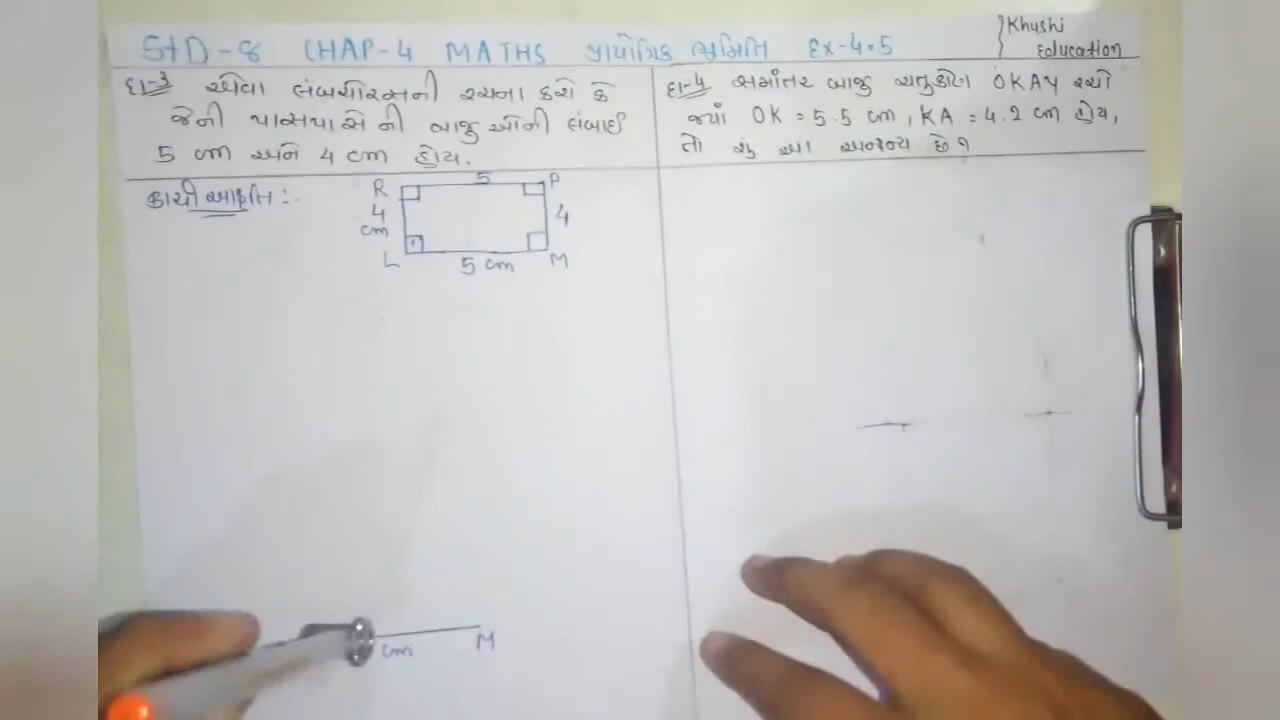 STD-8 CHAP-4 MATHS પ્રાયોગિક ભૂમિતિ Ex-4.5
Khushi
Education
દા-3 એવા લંબચોરસની રચના કરો કે
જેની પાસપાસેની બાજુઓની લંબાઈ
5 cm અને 4 cm હોય.
દા-4 સમાંતર બાજુ ચતુષ્કોણ OKAY રચો
જ્યાં OK = 5.5 cm, KA = 4.2 cm હોય,
તો શું આ અનન્ય છે ?
કાચી આકૃતિ :-
R 5 P
4 4
cm
L 5 cm M
cm M